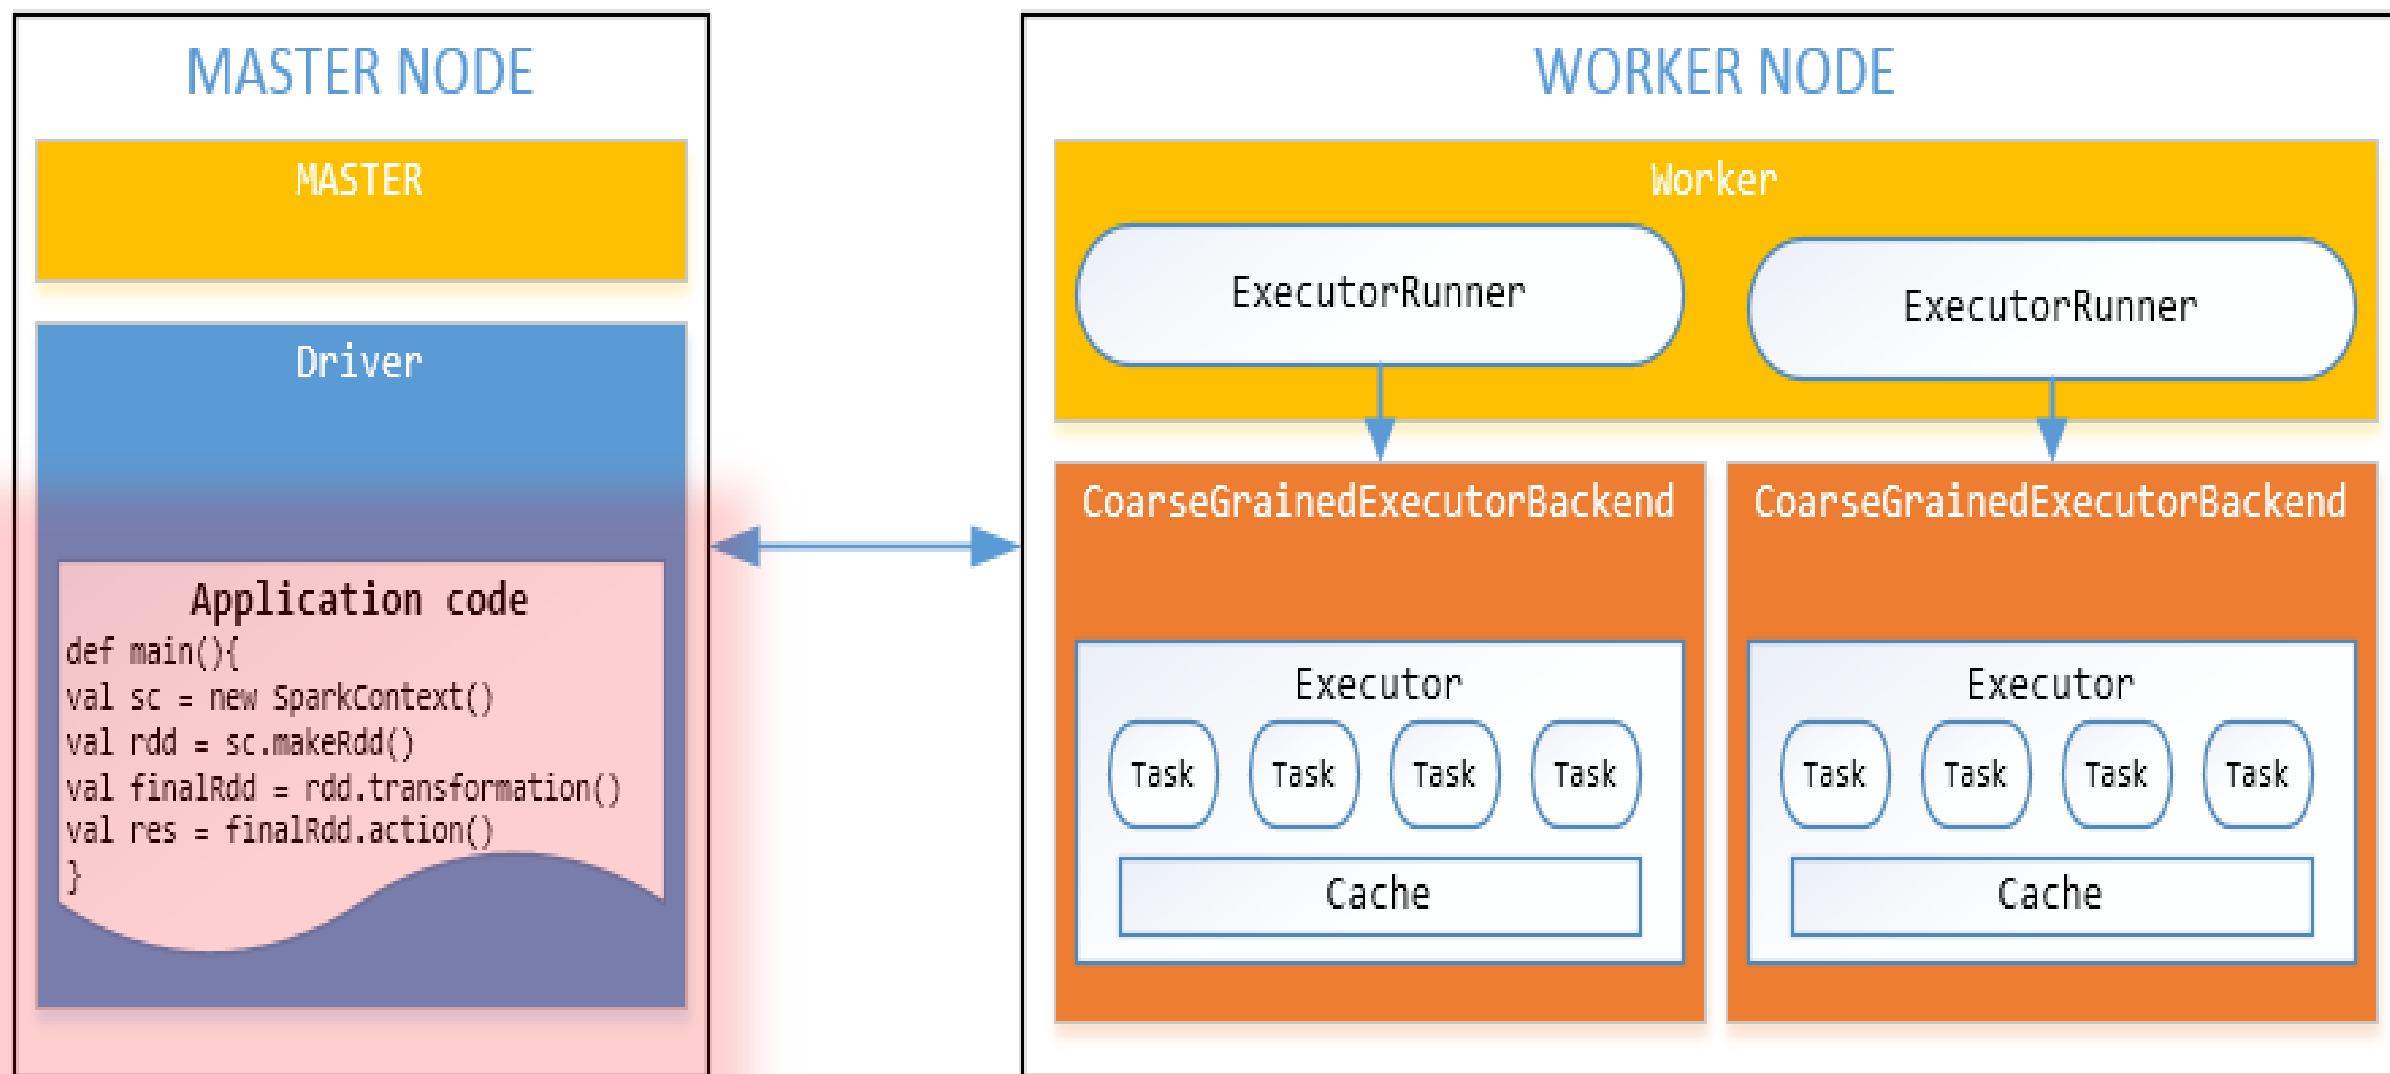 MASTER NODE
MASTER
Driver
Application code
def main(){
val sc = new SparkContext()
val rdd = sc.makeRdd()
val finalRdd = rdd.transformation()
val res = finalRdd.action()
}
WORKER NODE
Worker
ExecutorRunner
ExecutorRunner
CoarseGrainedExecutorBackend
Executor
Task Task Task Task
Cache
CoarseGrainedExecutorBackend
Executor
Task Task Task Task
Cache